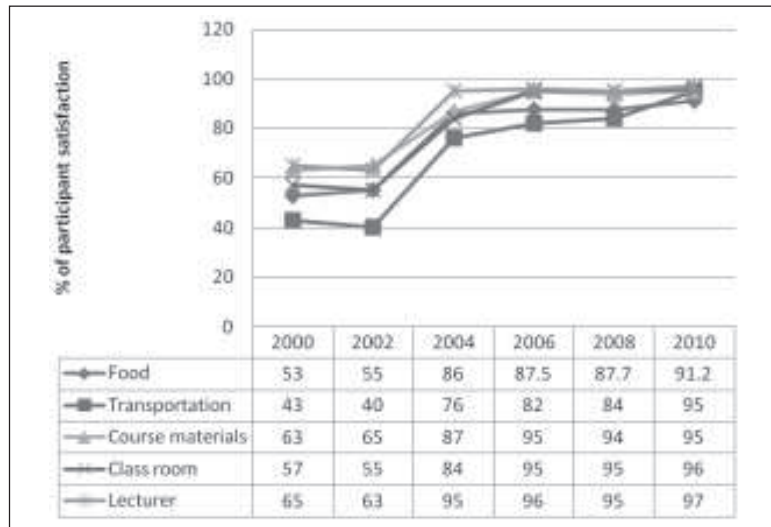 % of participant satisfaction
120
100
80
60
40
20
0
2000 2002 2004 2006 2008 2010
Food 53 55 86 87.5 87.7 91.2
Transportation 43 40 76 82 84 95
Course materials 63 65 87 95 94 95
Class room 57 55 84 95 95 96
Lecturer 65 63 95 96 95 97